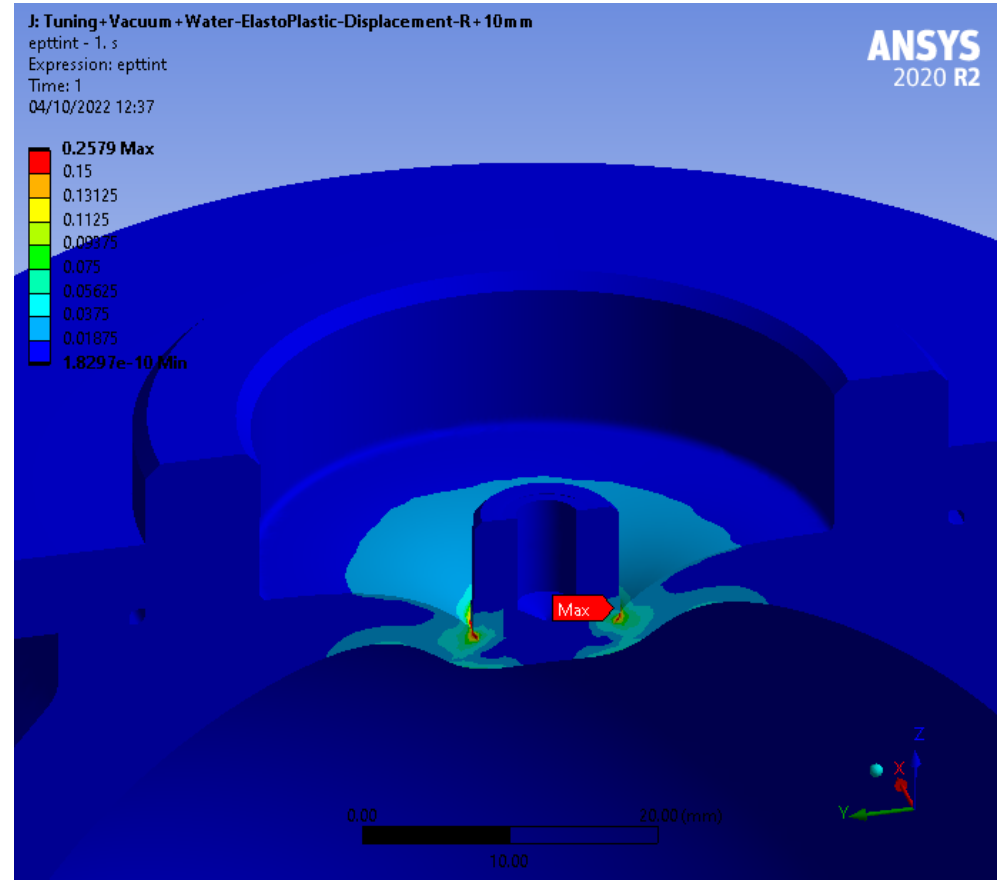 J: Tuning+Vacuum+Water-ElastoPlastic-Displacement-R+10mm
epttint - 1. s
Expression: epttint
Time: 1
04/10/2022 12:37
ANSYS
2020 R2
0.2579 Max
0.15
0.13125
0.1125
0.09375
0.075
0.05625
0.0375
0.01875
1.8297e-10 Min
Max
Z
X
Y
0.00 20.00 (mm)
10.00